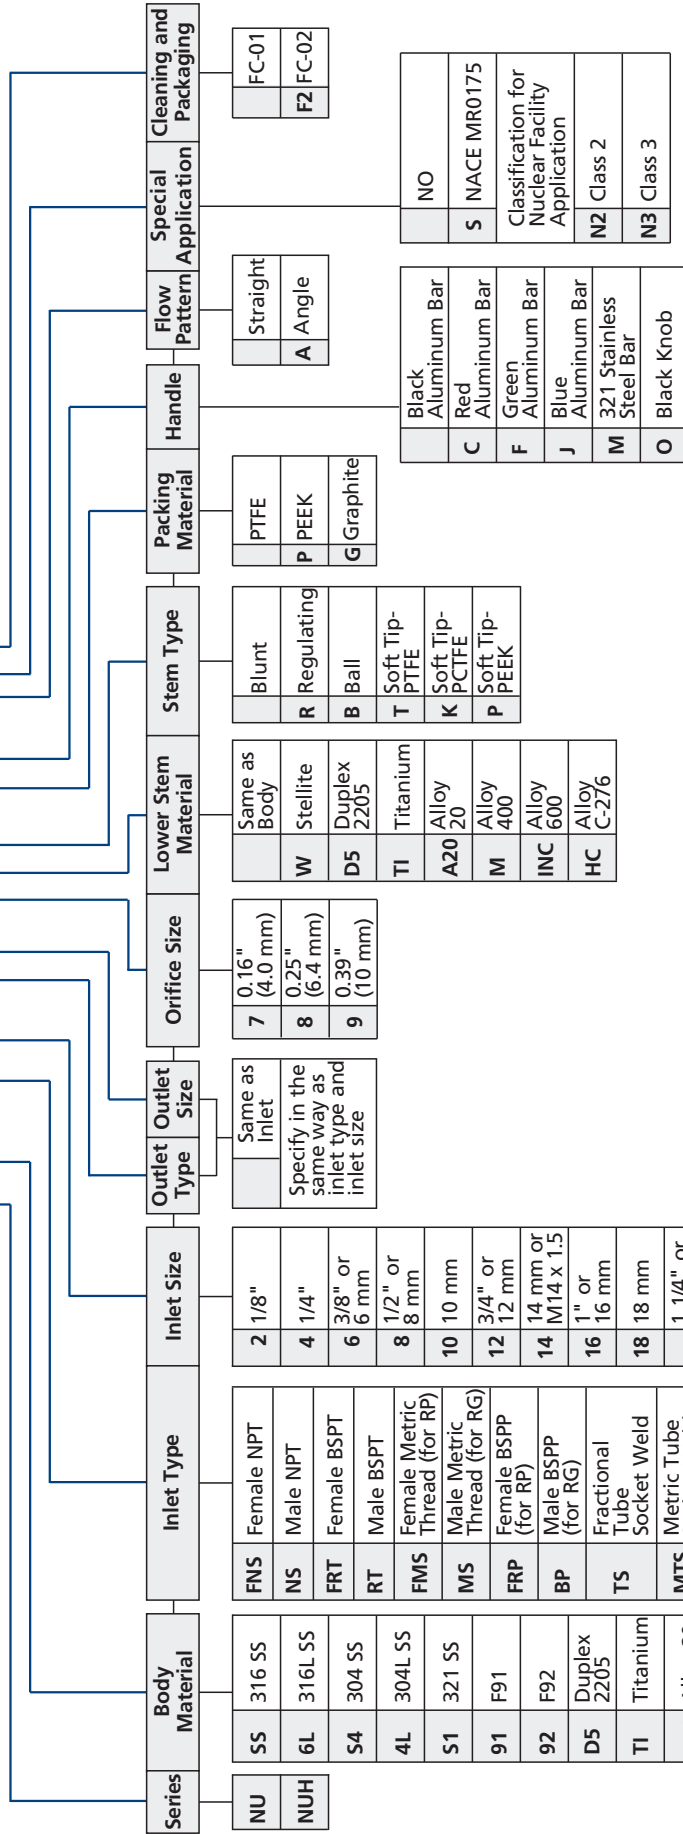 Series
NU
NUH
Body
Material
SS 316 SS
6L 316L SS
S4 304 SS
4L 304L SS
S1 321 SS
91 F91
92 F92
D5 Duplex
2205
TI Titanium
Inlet Type
FNS Female NPT
NS Male NPT
FRT Female BSPT
RT Male BSPT
FMS Female Metric
Thread (for RP)
MS Male Metric
Thread (for RG)
FRP Female BSPP
(for RP)
BP Male BSPP
(for RG)
TS Fractional
Tube
Socket Weld
MTS Metric Tube
Inlet Size
2 1/8"
4 1/4"
6 3/8" or
6 mm
8 1/2" or
8 mm
10 10 mm
12 3/4" or
12 mm
14 14 mm or
M14 x 1.5
16 1" or
16 mm
18 18 mm
1 1/4" or
Outlet
Type
Outlet
Size
Same as
Inlet
Specify in the
same way as
inlet type and
inlet size
Orifice Size
7 0.16"
(4.0 mm)
8 0.25"
(6.4 mm)
9 0.39"
(10 mm)
Lower Stem
Material
Same as
Body
W Stellite
D5 Duplex
2205
TI Titanium
A20 Alloy
20
M Alloy
400
INC Alloy
600
HC Alloy
C-276
Stem Type
Blunt
R Regulating
B Ball
T Soft Tip-
PTFE
K Soft Tip-
PCTFE
P Soft Tip-
PEEK
Packing
Material
PTFE
P PEEK
G Graphite
Handle
Black
Aluminum Bar
C Red
Aluminum Bar
F Green
Aluminum Bar
J Blue
Aluminum Bar
M 321 Stainless
Steel Bar
O Black Knob
Flow
Pattern
Straight
A Angle
Special
Application
NO
S NACE MR0175
Classification for
Nuclear Facility
Application
N2 Class 2
N3 Class 3
Cleaning and
Packaging
FC-01
F2 FC-02